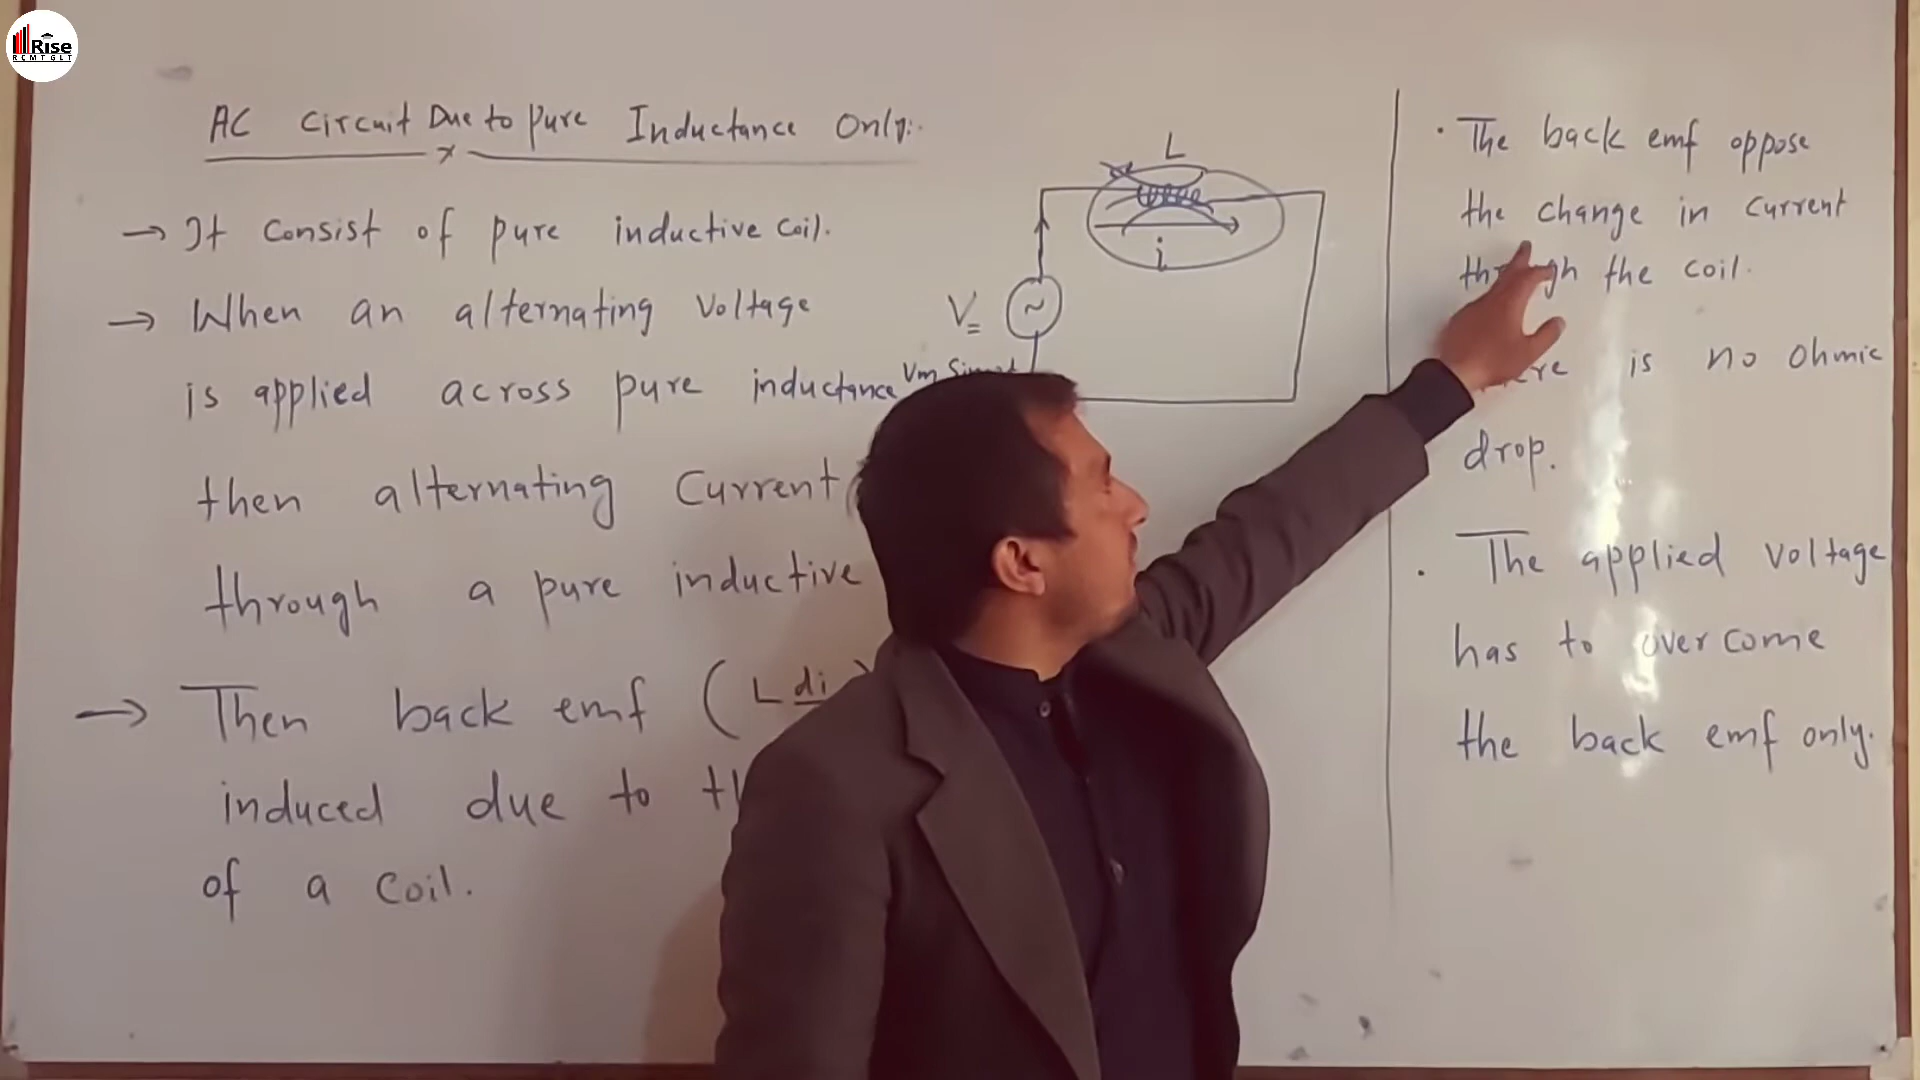 Rise
RCMTGLT
AC Circuit Due to Pure Inductance Only:
→ It consist of pure inductive coil.
→ When an alternating Voltage
is applied across pure inductance
then alternating Current
through a pure inductive
→ Then back emf (L di
induced due to
of a coil.
L
i
V =
Vm
• The back emf oppose
the change in current
through the coil.
is no ohmic
drop.
• The applied voltage
has to overcome
the back emf only.